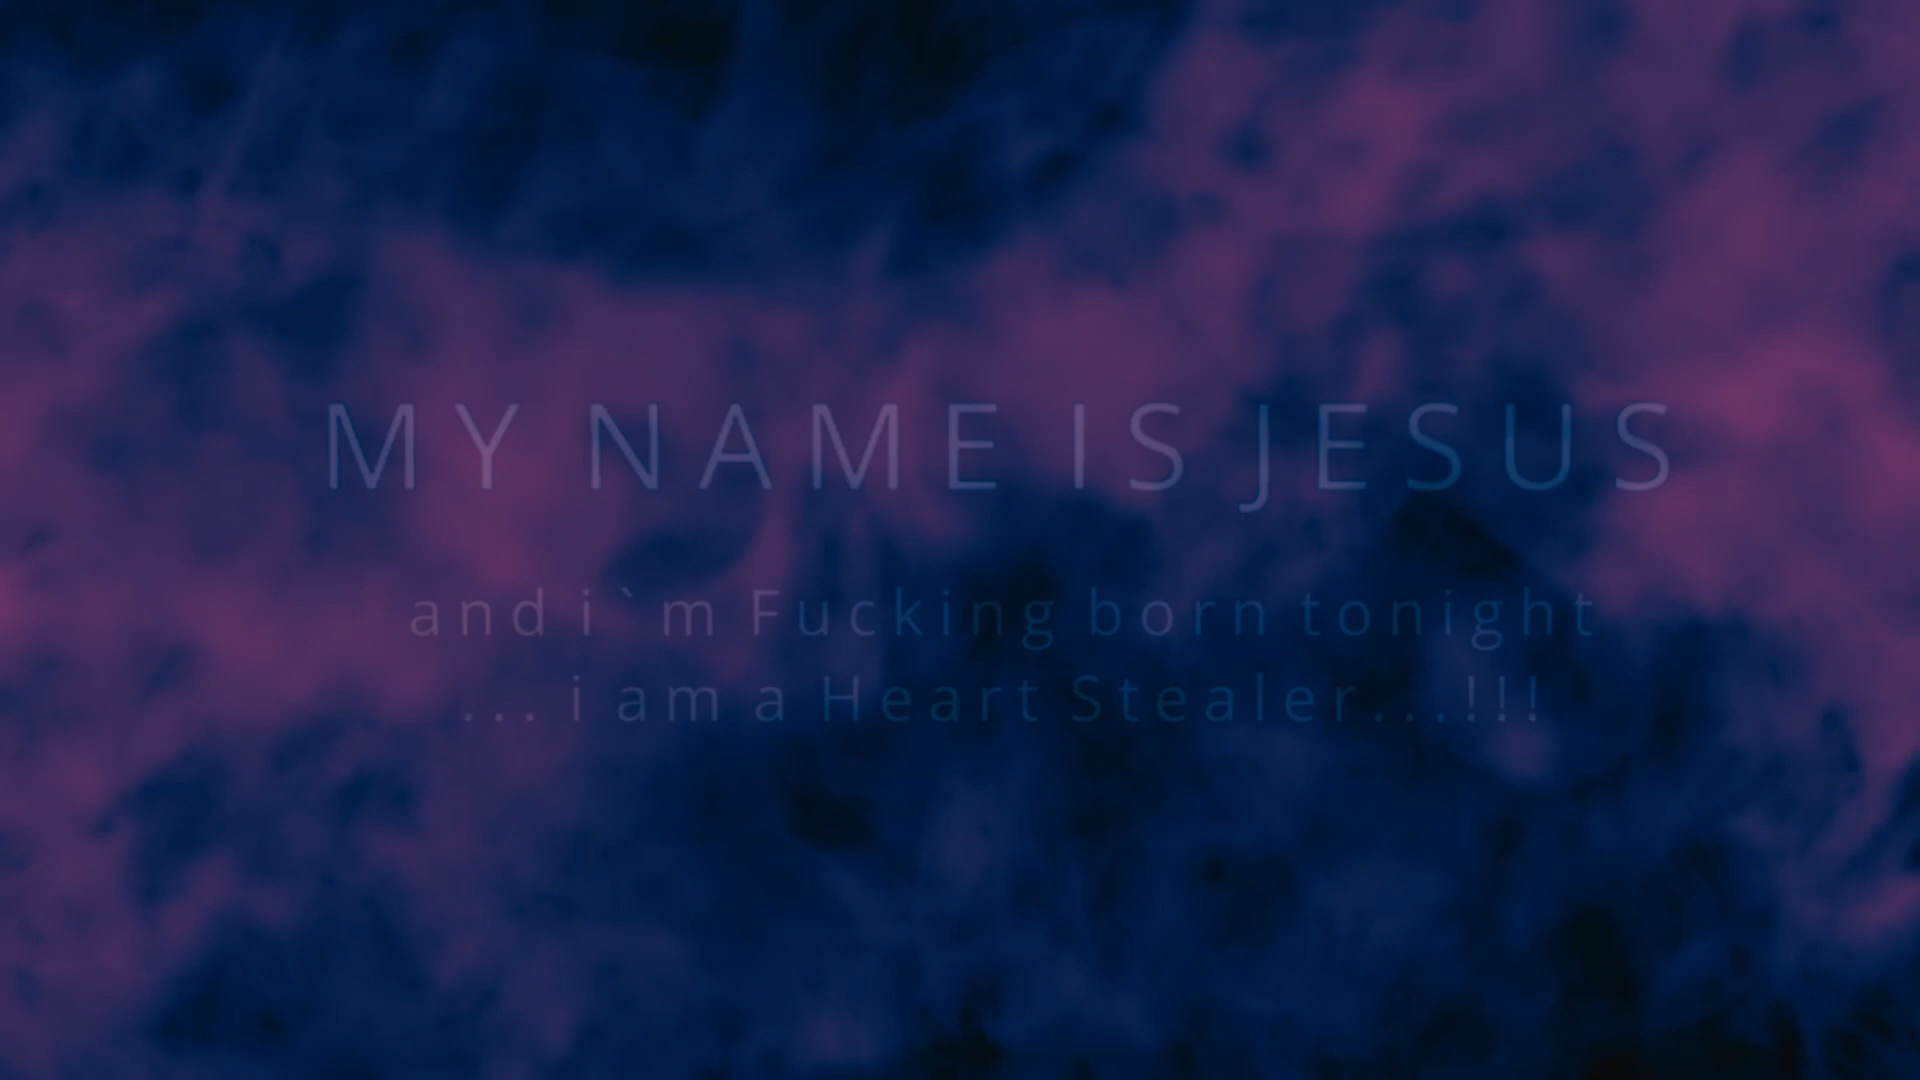 MY NAME IS JESUS
and i`m Fucking born tonight
...i am a Heart Stealer...!!!